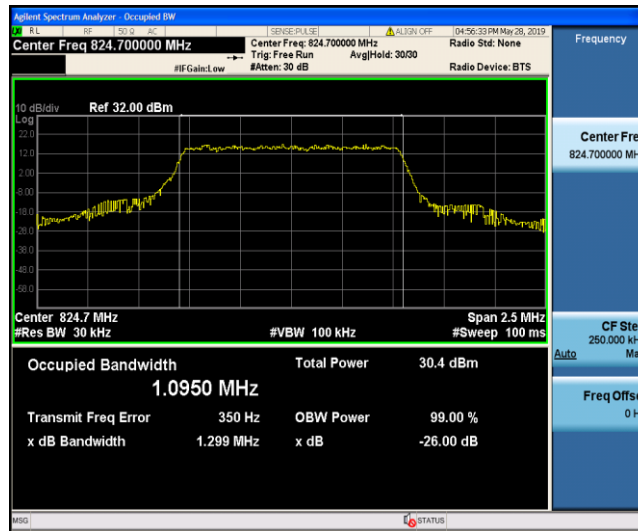 Agilent Spectrum Analyzer - Occupied BW
RL RF 50 Ω AC SENSE:PULSE ALIGN OFF 04:56:33 PM May 28, 2019
Center Freq 824.700000 MHz Center Freq: 824.700000 MHz Radio Std: None Frequency
Trig: Free Run Avg|Hold: 30/30
#IFGain:Low #Atten: 30 dB Radio Device: BTS
10 dB/div Ref 32.00 dBm
Log
22.0
12.0
2.00
-8.00
-18.0
-28.0
-38.0
-48.0
-58.0
Center Fre
824.700000 MH
Center 824.7 MHz Span 2.5 MHz
#Res BW 30 kHz #VBW 100 kHz #Sweep 100 ms
CF Ste
250.000 kH
Auto Ma
Occupied Bandwidth Total Power 30.4 dBm
1.0950 MHz
Transmit Freq Error 350 Hz OBW Power 99.00 %
x dB Bandwidth 1.299 MHz x dB -26.00 dB
Freq Offse
0 H
MSG STATUS